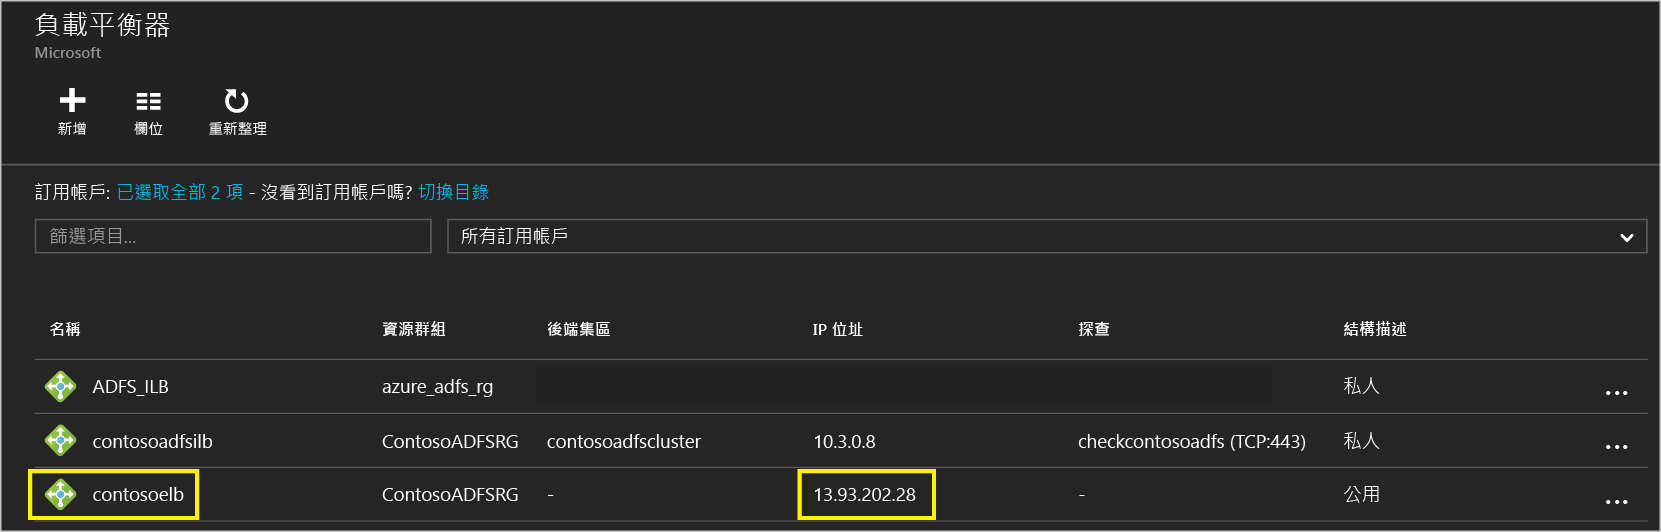 負載平衡器
Microsoft
新增 欄位 重新整理
訂用帳戶: 已選取全部 2 項 - 沒看到訂用帳戶嗎? 切換目錄
篩選項目... 所有訂用帳戶
名稱 資源群組 後端集區 IP 位址 探查 結構描述
ADFS_ILB azure_adfs_rg 私人 ...
contosoadfsilb ContosoADFSRG contosoadfscluster 10.3.0.8 checkcontosoadfs (TCP:443) 私人 ...
contosoelb ContosoADFSRG - 13.93.202.28 - 公用 ...